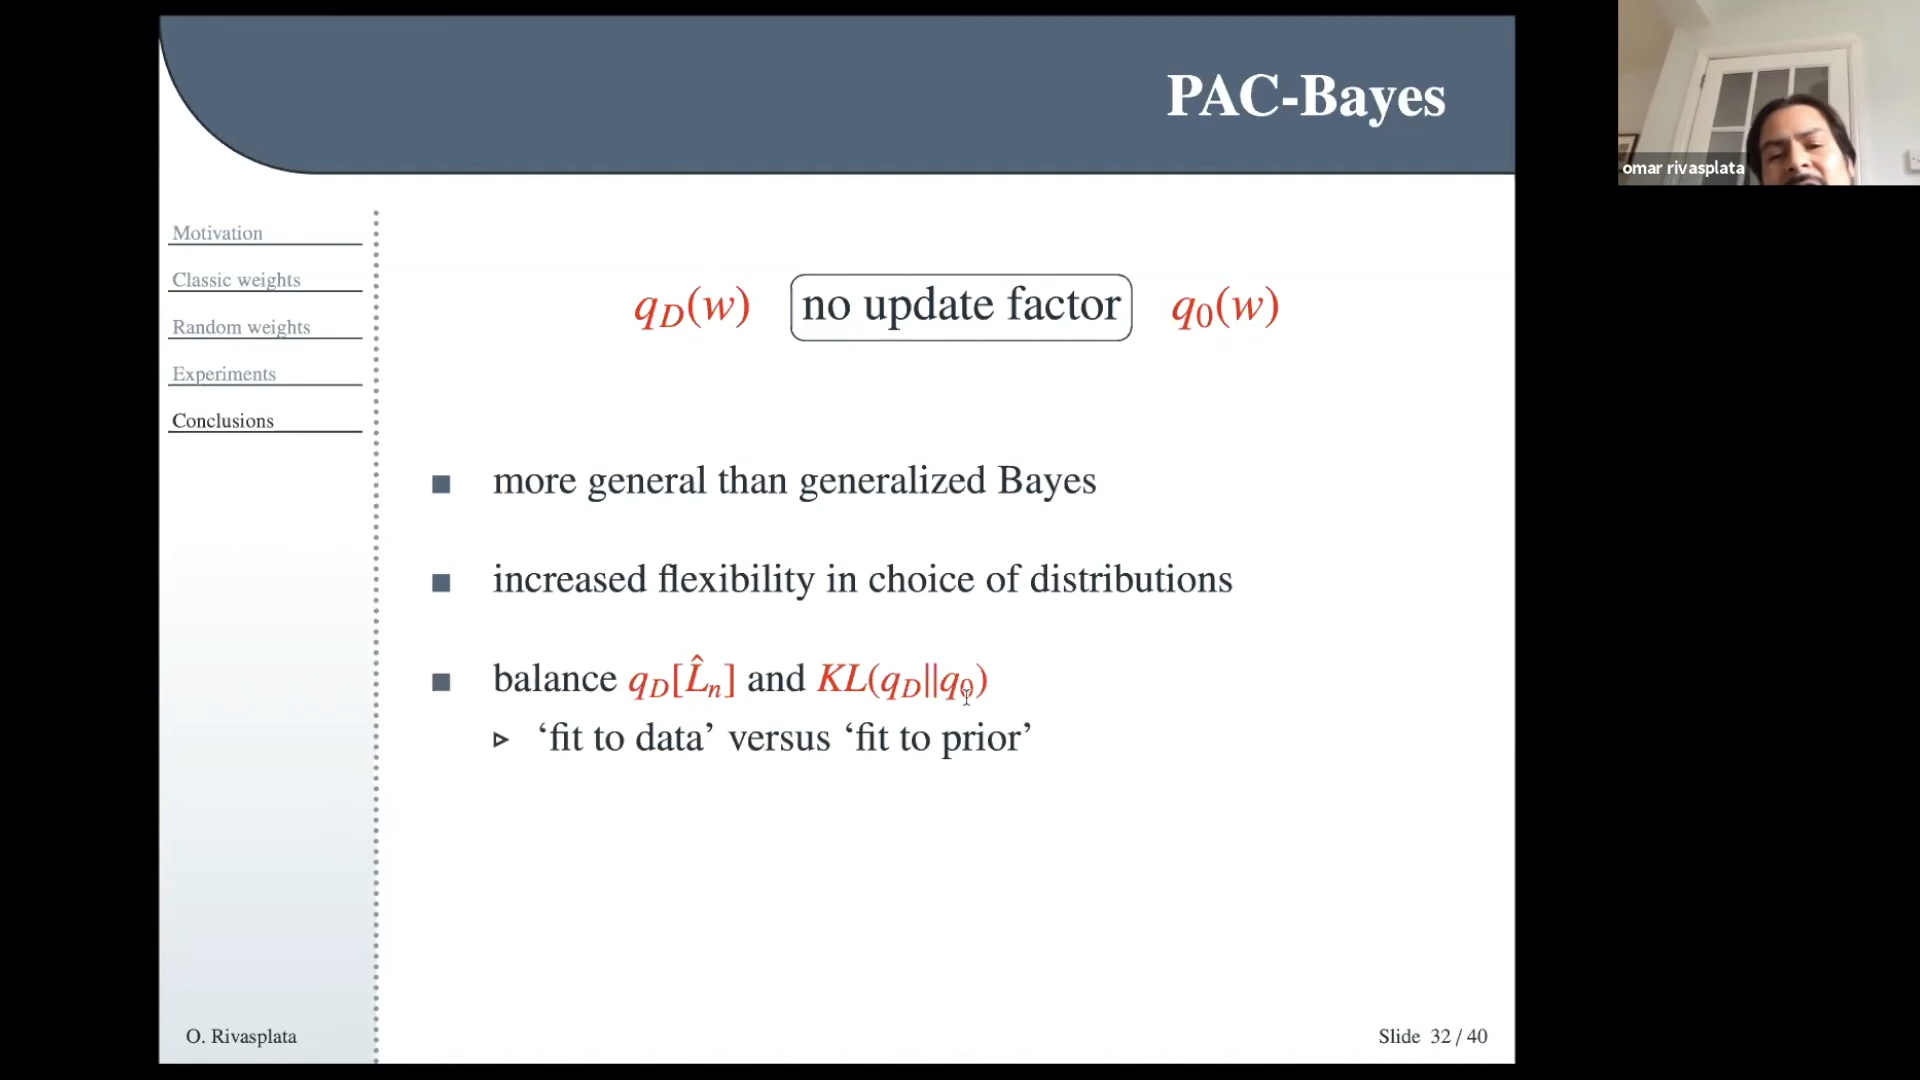 PAC-Bayes
omar rivasplata
Motivation
Classic weights
Random weights
Experiments
Conclusions
q_D(w) no update factor q_0(w)
■ more general than generalized Bayes
■ increased flexibility in choice of distributions
■ balance q_D[L̂_n] and KL(q_D||q_0)
▹ ‘fit to data’ versus ‘fit to prior’
O. Rivasplata
Slide 32 / 40